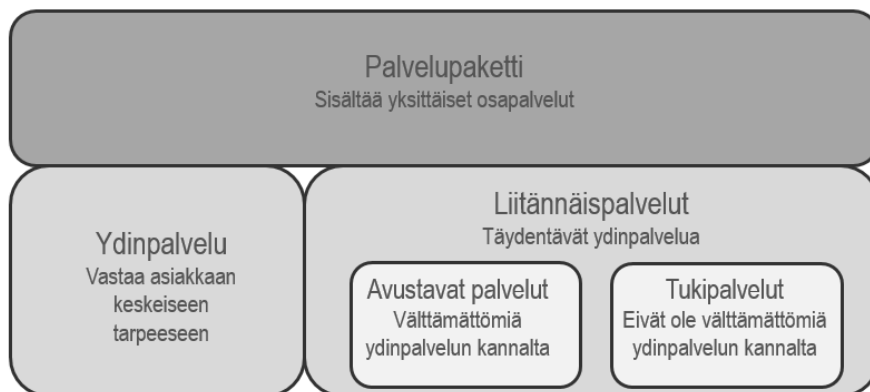 Palvelupaketti
Sisältää yksittäiset osapalvelut
Ydinpalvelu
Vastaa asiakkaan
keskeiseen
tarpeeseen
Liitännäispalvelut
Täydentävät ydinpalvelua
Avustavat palvelut
Välttämättömiä
ydinpalvelun kannalta
Tukipalvelut
Eivät ole välttämättömiä
ydinpalvelun kannalta